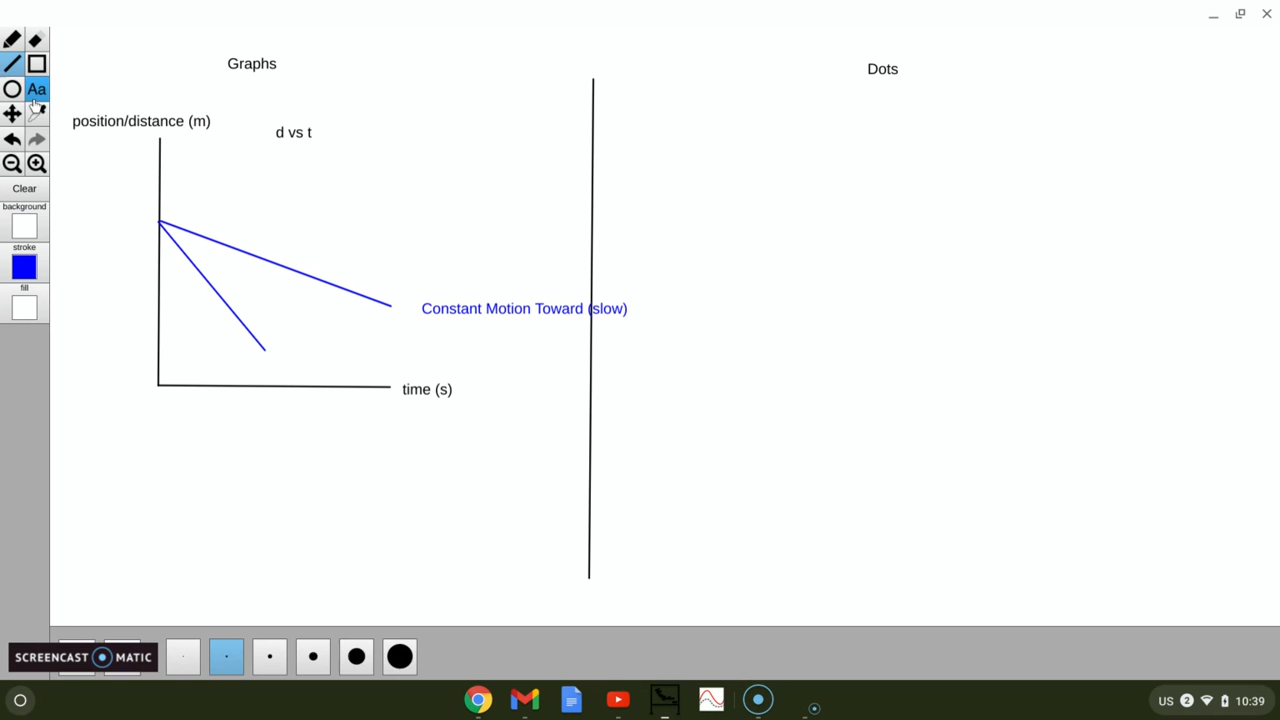 Graphs
Dots
position/distance (m)
d vs t
Constant Motion Toward (slow)
time (s)
Aa
Clear
background
stroke
fill
SCREENCAST MATIC
US 2 10:39